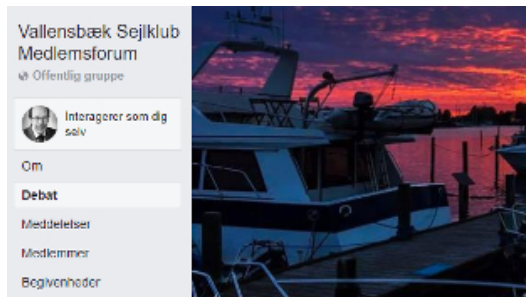 Vallensbæk Sejlklub
Medlemsforum
Offentlig gruppe
Interagerer som dig
selv
Om
Debat
Meddelelser
Medlemmer
Begivenheder